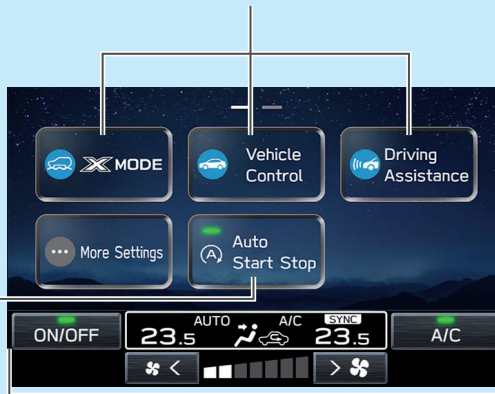 X MODE
Vehicle
Control
Driving
Assistance
More Settings
A
Auto
Start Stop
ON/OFF
23.5
AUTO
A/C
SYNC
23.5
A/C
<
>